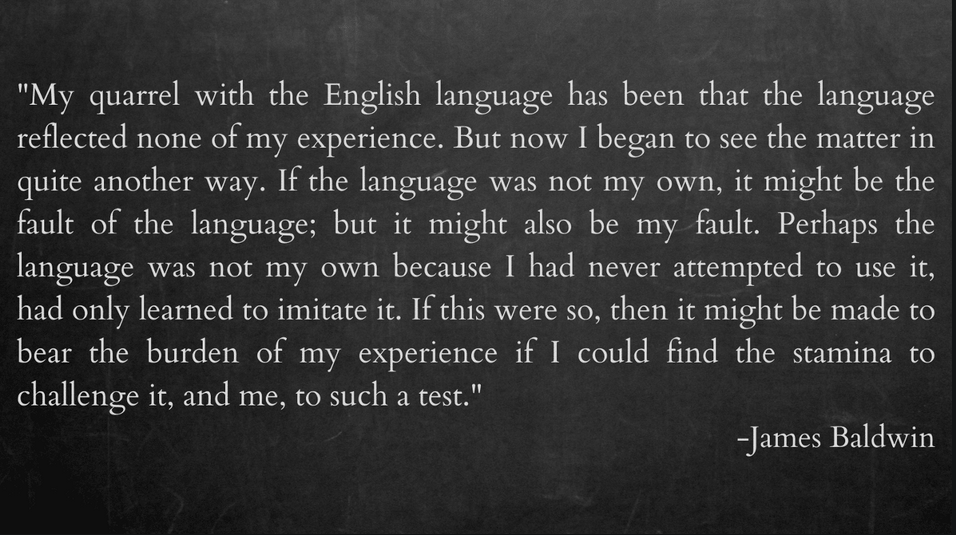 "My quarrel with the English language has been that the language
reflected none of my experience. But now I began to see the matter in
quite another way. If the language was not my own, it might be the
fault of the language; but it might also be my fault. Perhaps the
language was not my own because I had never attempted to use it,
had only learned to imitate it. If this were so, then it might be made to
bear the burden of my experience if I could find the stamina to
challenge it, and me, to such a test."
-James Baldwin